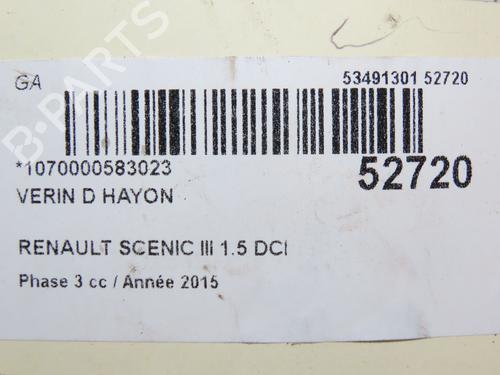 GA
53491301 52720
*1070000583023
52720
VERIN D HAYON
RENAULT SCENIC III 1.5 DCI
Phase 3 cc / Année 2015
B-PARTS